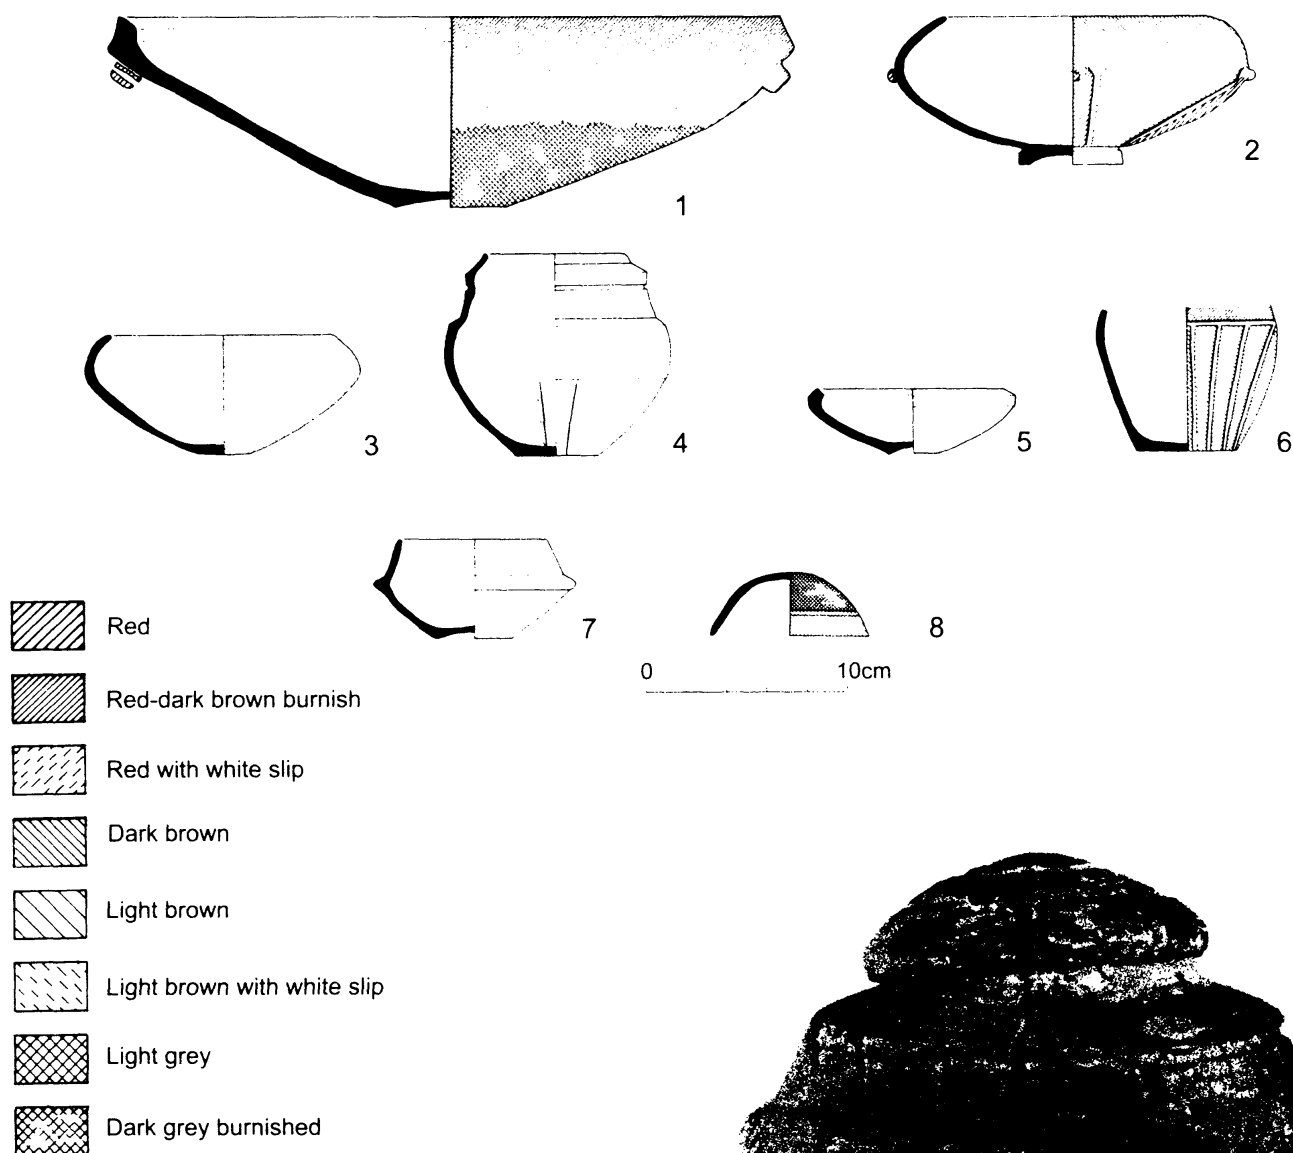 1
2
3
4
5
6
7
8
0 10cm
Red
Red-dark brown burnish
Red with white slip
Dark brown
Light brown
Light brown with white slip
Light grey
Dark grey burnished